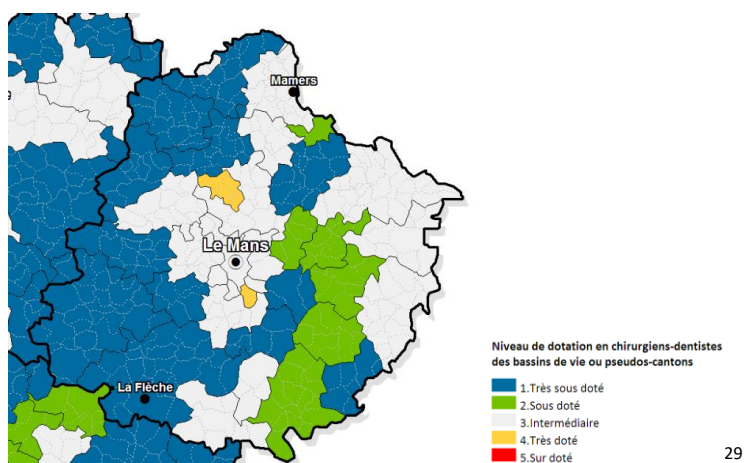 Mamers
Le Mans
La Flèche
Niveau de dotation en chirurgiens-dentistes
des bassins de vie ou pseudos-cantons
1.Très sous doté
2.Sous doté
3.Intermédiaire
4.Très doté
5.Sur doté
29